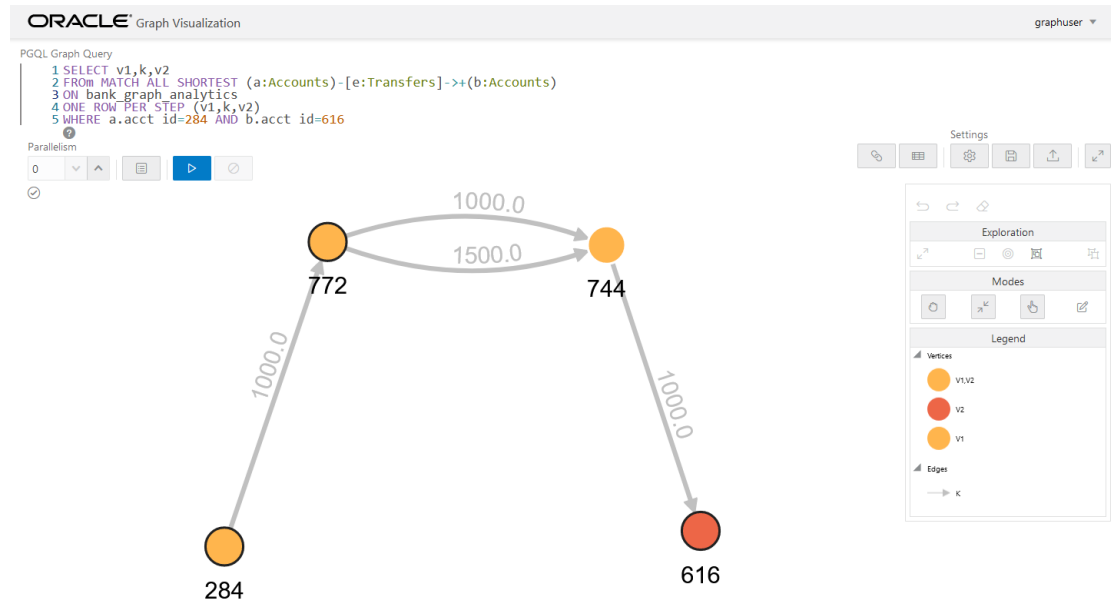 ORACLE® Graph Visualization
graphuser
PGQL Graph Query
1 SELECT v1,k,v2
2 FROm MATCH ALL SHORTEST (a:Accounts)-[e:Transfers]->+(b:Accounts)
3 ON bank_graph_analytics
4 ONE ROW PER STEP (v1,k,v2)
5 WHERE a.acct id=284 AND b.acct id=616
?
Parallelism
0
Settings
Exploration
Modes
Legend
Vertices
V1,V2
V2
V1
Edges
K
1000.0
1500.0
772
744
1000.0
1000.0
284
616